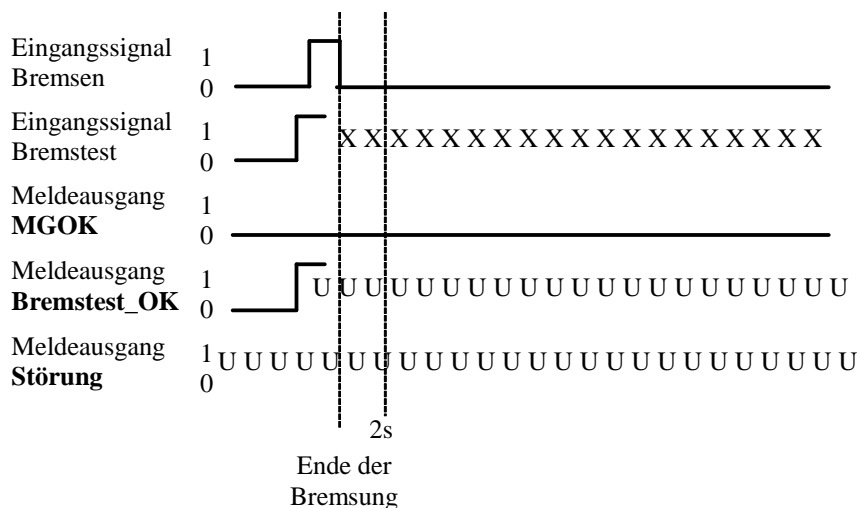 Eingangssignal
Bremsen
1
0
Eingangssignal
Bremstest
1
0
X X X X X X X X X X X X X X X X X X X
Meldeausgang
MGOK
1
0
Meldeausgang
Bremstest_OK
1
0
U U U U U U U U U U U U U U U U U U U U U
Meldeausgang
Störung
1
0
U U U U U U U U U U U U U U U U U U U U U U U U U
2s
Ende der
Bremsung